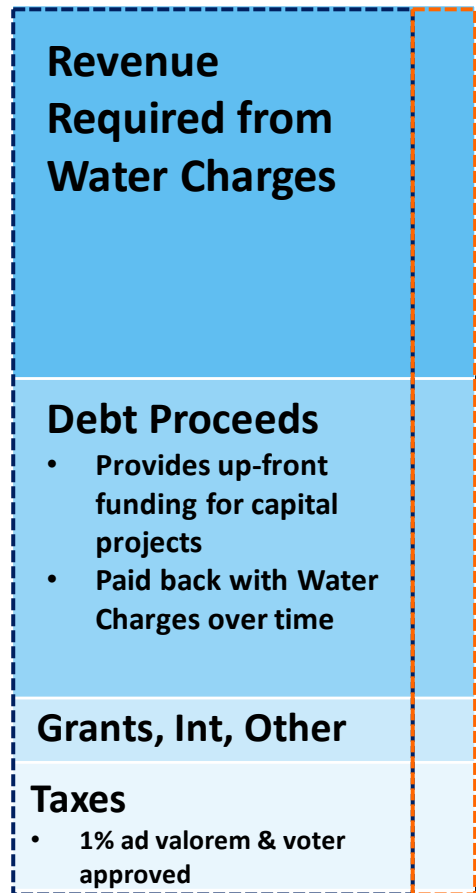 Revenue
Required from
Water Charges
Debt Proceeds
• Provides up-front
funding for capital
projects
• Paid back with Water
Charges over time
Grants, Int, Other
Taxes
• 1% ad valorem & voter
approved